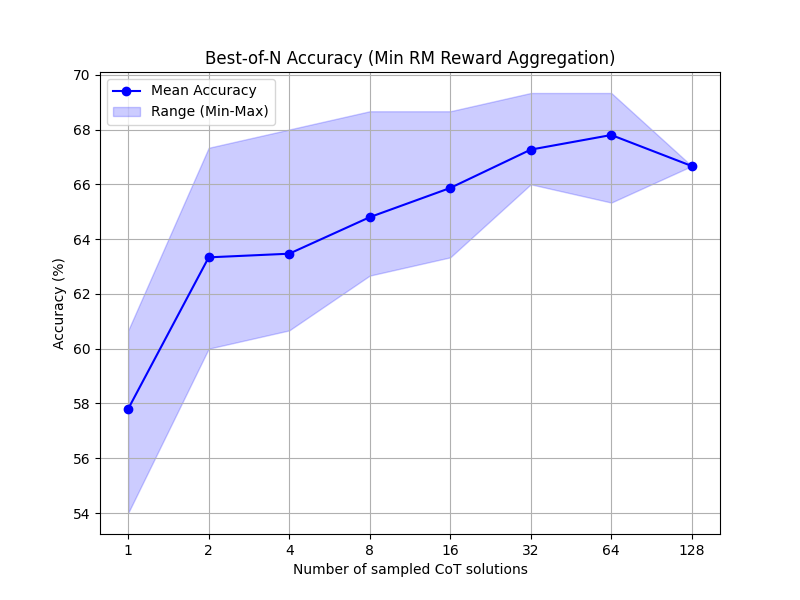 Best-of-N Accuracy (Min RM Reward Aggregation)
Mean Accuracy
Range (Min-Max)
Accuracy (%)
70
68
66
64
62
60
58
56
54
1 2 4 8 16 32 64 128
Number of sampled CoT solutions